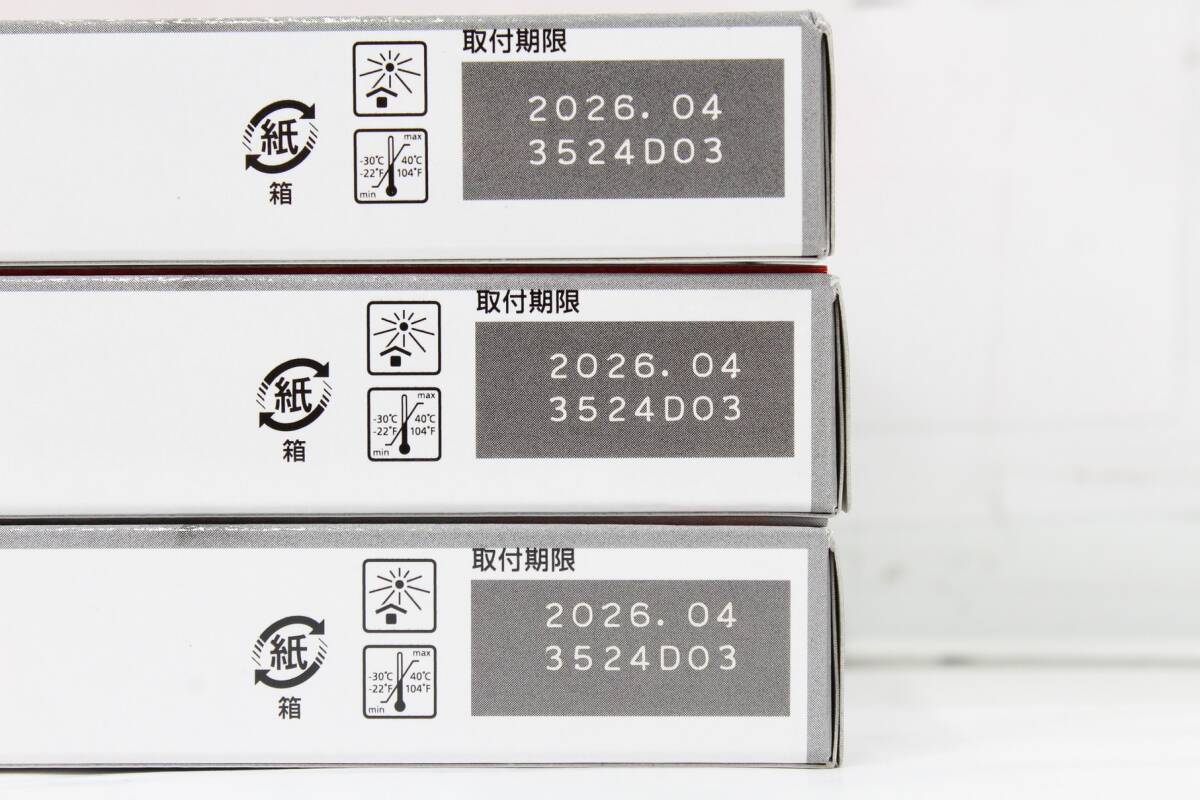 取付期限
2026. 04
3524D03
紙
箱
max
-30℃ 40℃
-22°F 104°F
min
取付期限
2026. 04
3524D03
紙
箱
max
-30℃ 40℃
-22°F 104°F
min
取付期限
2026. 04
3524D03
紙
箱
max
-30℃ 40℃
-22°F 104°F
min